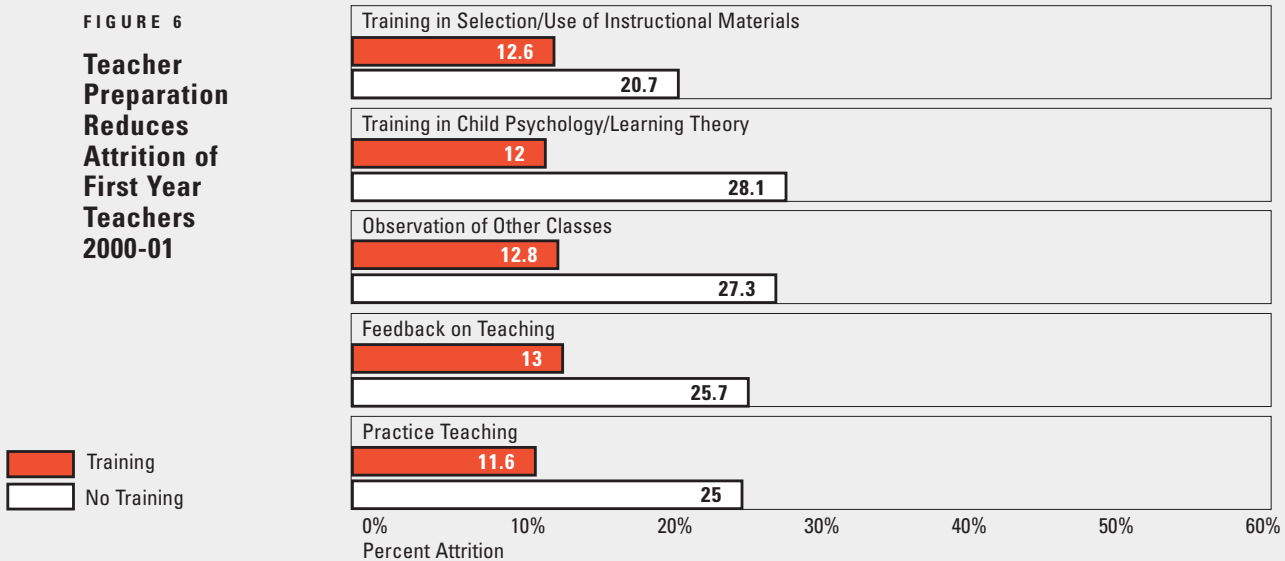 FIGURE 6
Teacher
Preparation
Reduces
Attrition of
First Year
Teachers
2000-01
Training in Selection/Use of Instructional Materials
12.6
20.7
Training in Child Psychology/Learning Theory
12
28.1
Observation of Other Classes
12.8
27.3
Feedback on Teaching
13
25.7
Practice Teaching
11.6
25
Training
No Training
0% 10% 20% 30% 40% 50% 60%
Percent Attrition